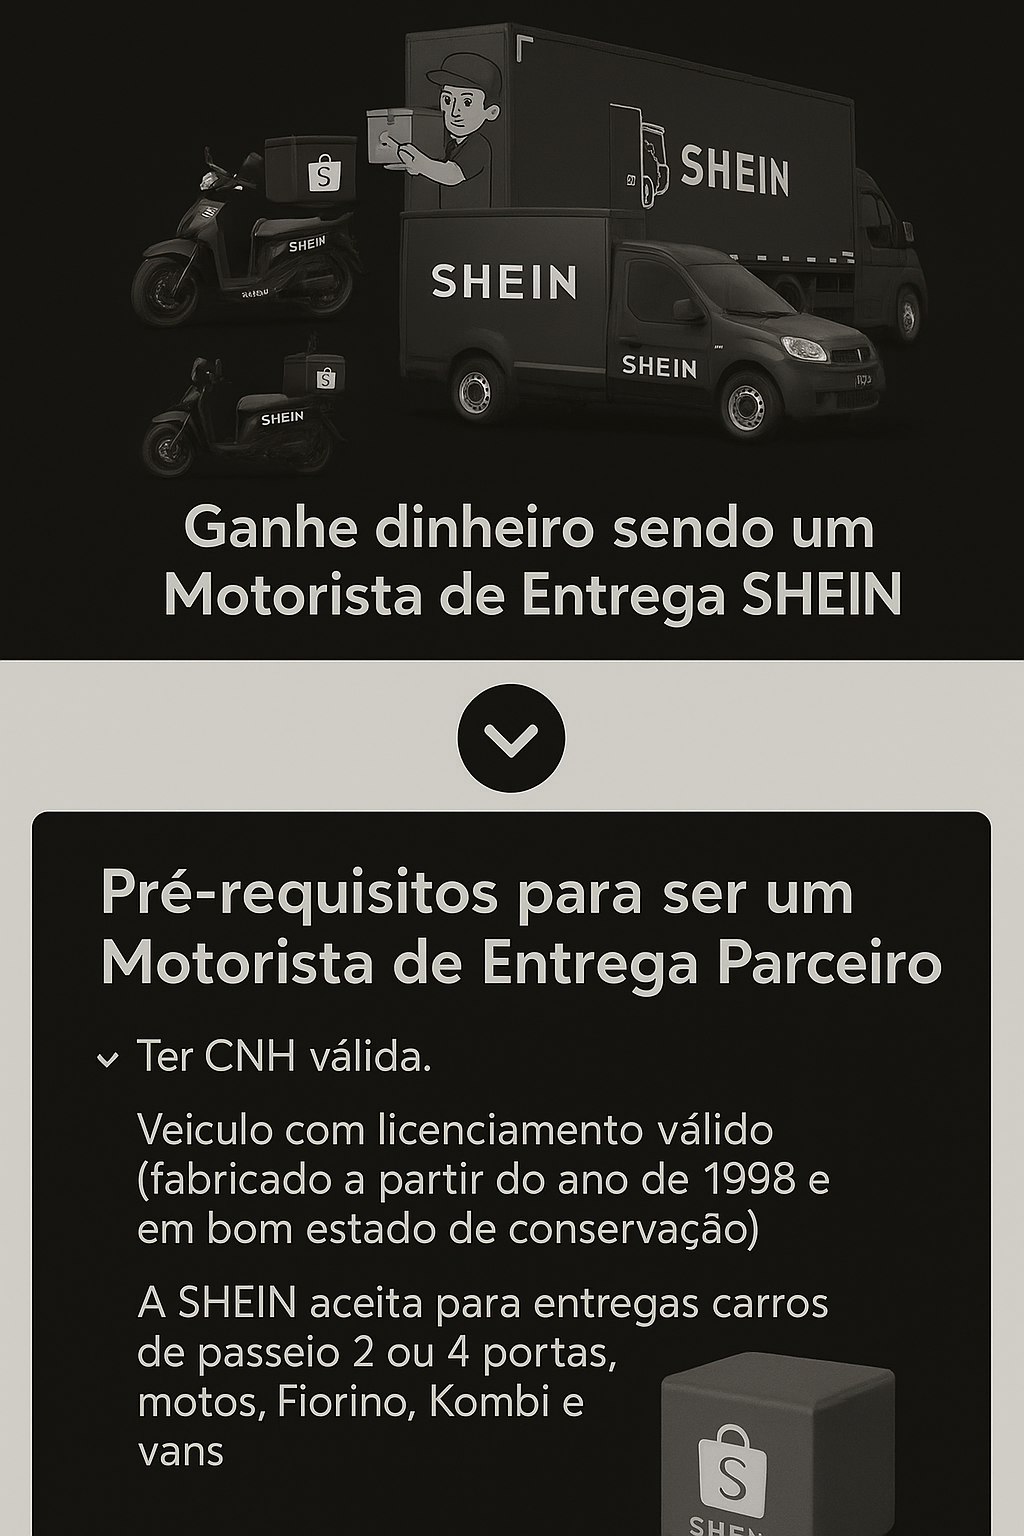 S
SHEIN
SHEIN
SHEIN
SHEIN
S
SHEIN
Ganhe dinheiro sendo um
Motorista de Entrega SHEIN
Pré-requisitos para ser um
Motorista de Entrega Parceiro
Ter CNH válida.
Veiculo com licenciamento válido
(fabricado a partir do ano de 1998 e
em bom estado de conservação)
A SHEIN aceita para entregas carros
de passeio 2 ou 4 portas,
motos, Fiorino, Kombi e
vans
S